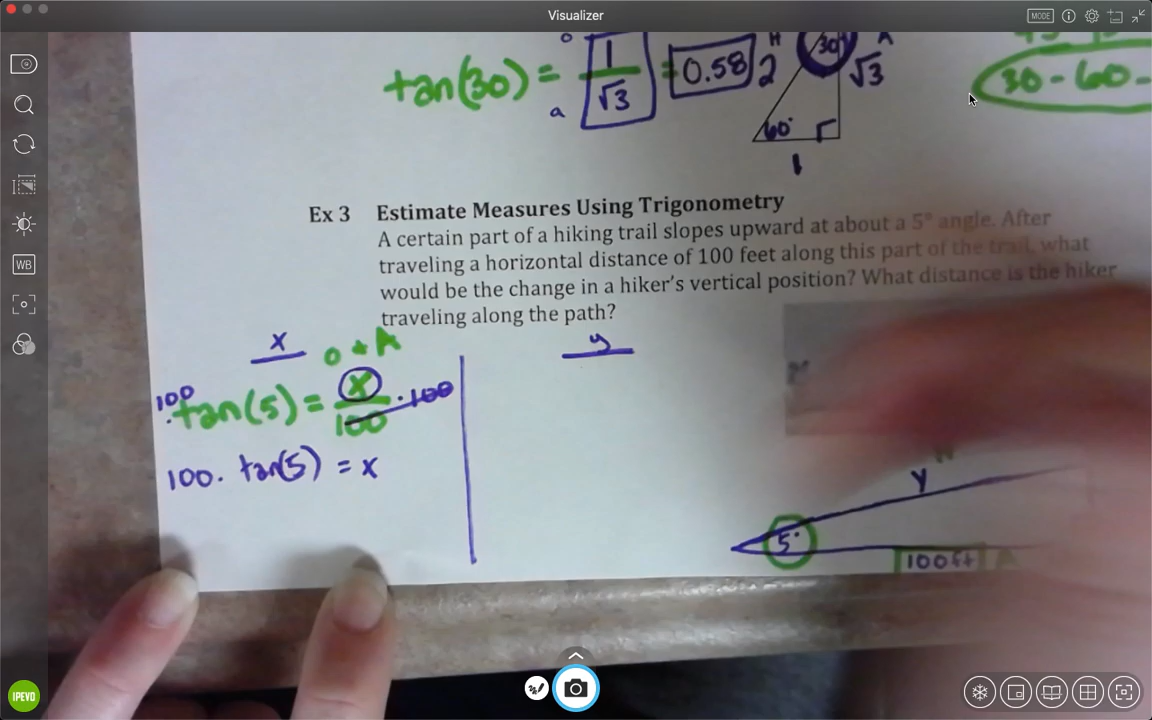 Visualizer
MODE
WB
IPEVO
tan(30) = o 1 / √3 a = 0.58
H 2 30 A √3
60° 1
30-60-
Ex 3 Estimate Measures Using Trigonometry
A certain part of a hiking trail slopes upward at about a 5° angle. After
traveling a horizontal distance of 100 feet along this part of the trail, what
would be the change in a hiker's vertical position? What distance is the hiker
traveling along the path?
x
O + A
100 · tan(5) = x / 100 · 100
100 · tan(5) = x
y
y
5°
100ft A